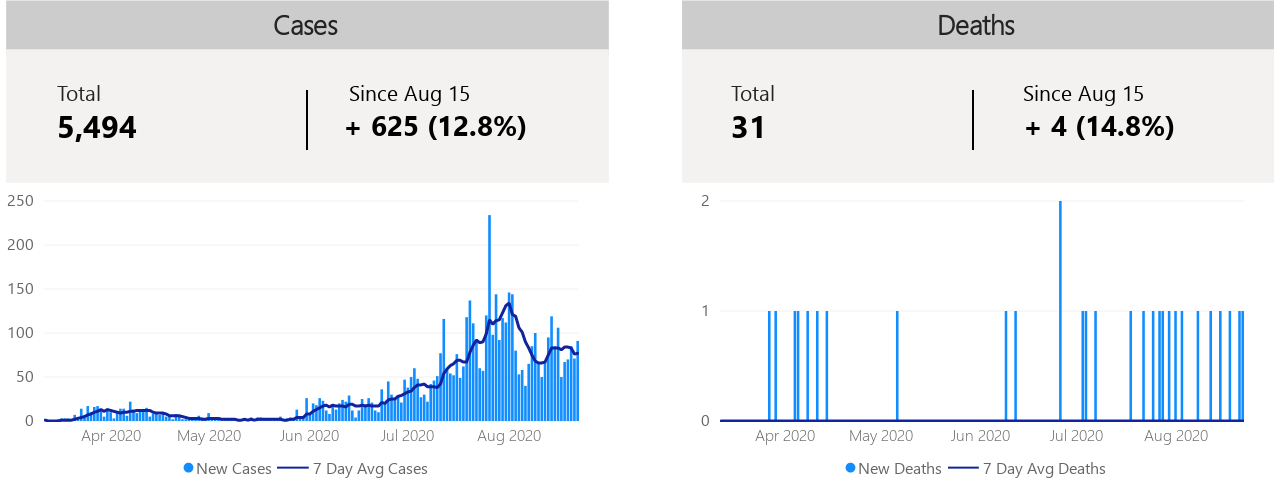 Cases
Total
Since Aug 15
5,494
+ 625 (12.8%)
250
200
150
100
50
0
Apr 2020 May 2020 Jun 2020 Jul 2020 Aug 2020
New Cases 7 Day Avg Cases
Deaths
Total
Since Aug 15
31
+ 4 (14.8%)
2
1
0
Apr 2020 May 2020 Jun 2020 Jul 2020 Aug 2020
New Deaths 7 Day Avg Deaths